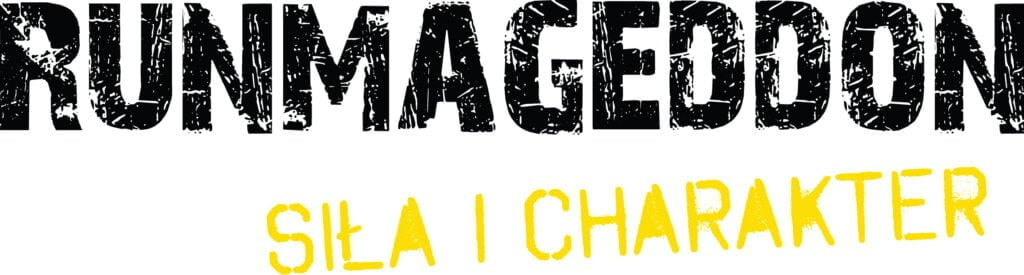 RUNMAGEDDON
SIŁA I CHARAKTER